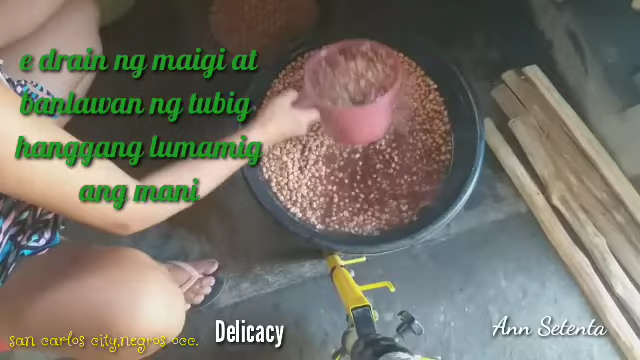 e drain ng maigi at
banlawan ng tubig
hanggang lumamig
ang mani
san carlos city,negros occ.
Delicacy
Ann Setenta